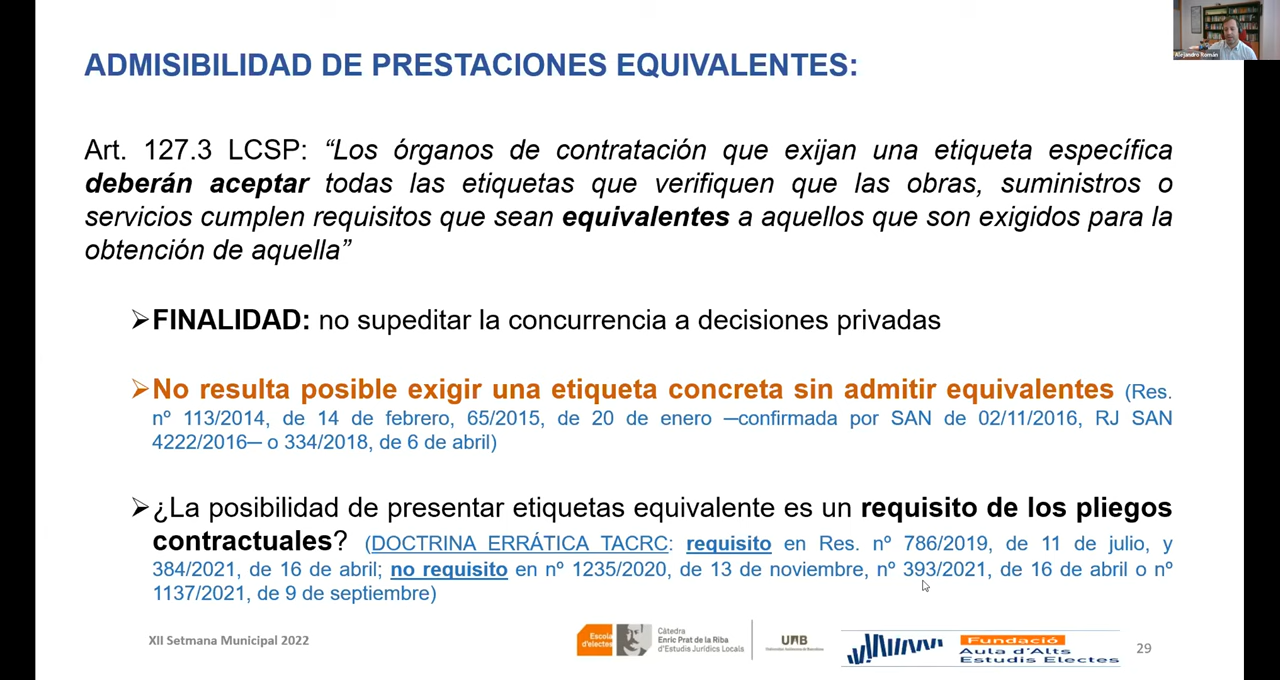 Alejandro Román
ADMISIBILIDAD DE PRESTACIONES EQUIVALENTES:
Art. 127.3 LCSP: “Los órganos de contratación que exijan una etiqueta específica
deberán aceptar todas las etiquetas que verifiquen que las obras, suministros o
servicios cumplen requisitos que sean equivalentes a aquellos que son exigidos para la
obtención de aquella”
➢FINALIDAD: no supeditar la concurrencia a decisiones privadas
➢No resulta posible exigir una etiqueta concreta sin admitir equivalentes (Res.
nº 113/2014, de 14 de febrero, 65/2015, de 20 de enero —confirmada por SAN de 02/11/2016, RJ SAN
4222/2016— o 334/2018, de 6 de abril)
➢¿La posibilidad de presentar etiquetas equivalente es un requisito de los pliegos
contractuales? (DOCTRINA ERRÁTICA TACRC: requisito en Res. nº 786/2019, de 11 de julio, y
384/2021, de 16 de abril; no requisito en nº 1235/2020, de 13 de noviembre, nº 393/2021, de 16 de abril o nº
1137/2021, de 9 de septiembre)
XII Setmana Municipal 2022
Escola
d'electes
Càtedra
Enric Prat de la Riba
d'Estudis Jurídics Locals
UAB
Universitat Autònoma de Barcelona
Fundació
Aula d'Alts
Estudis Electes
29